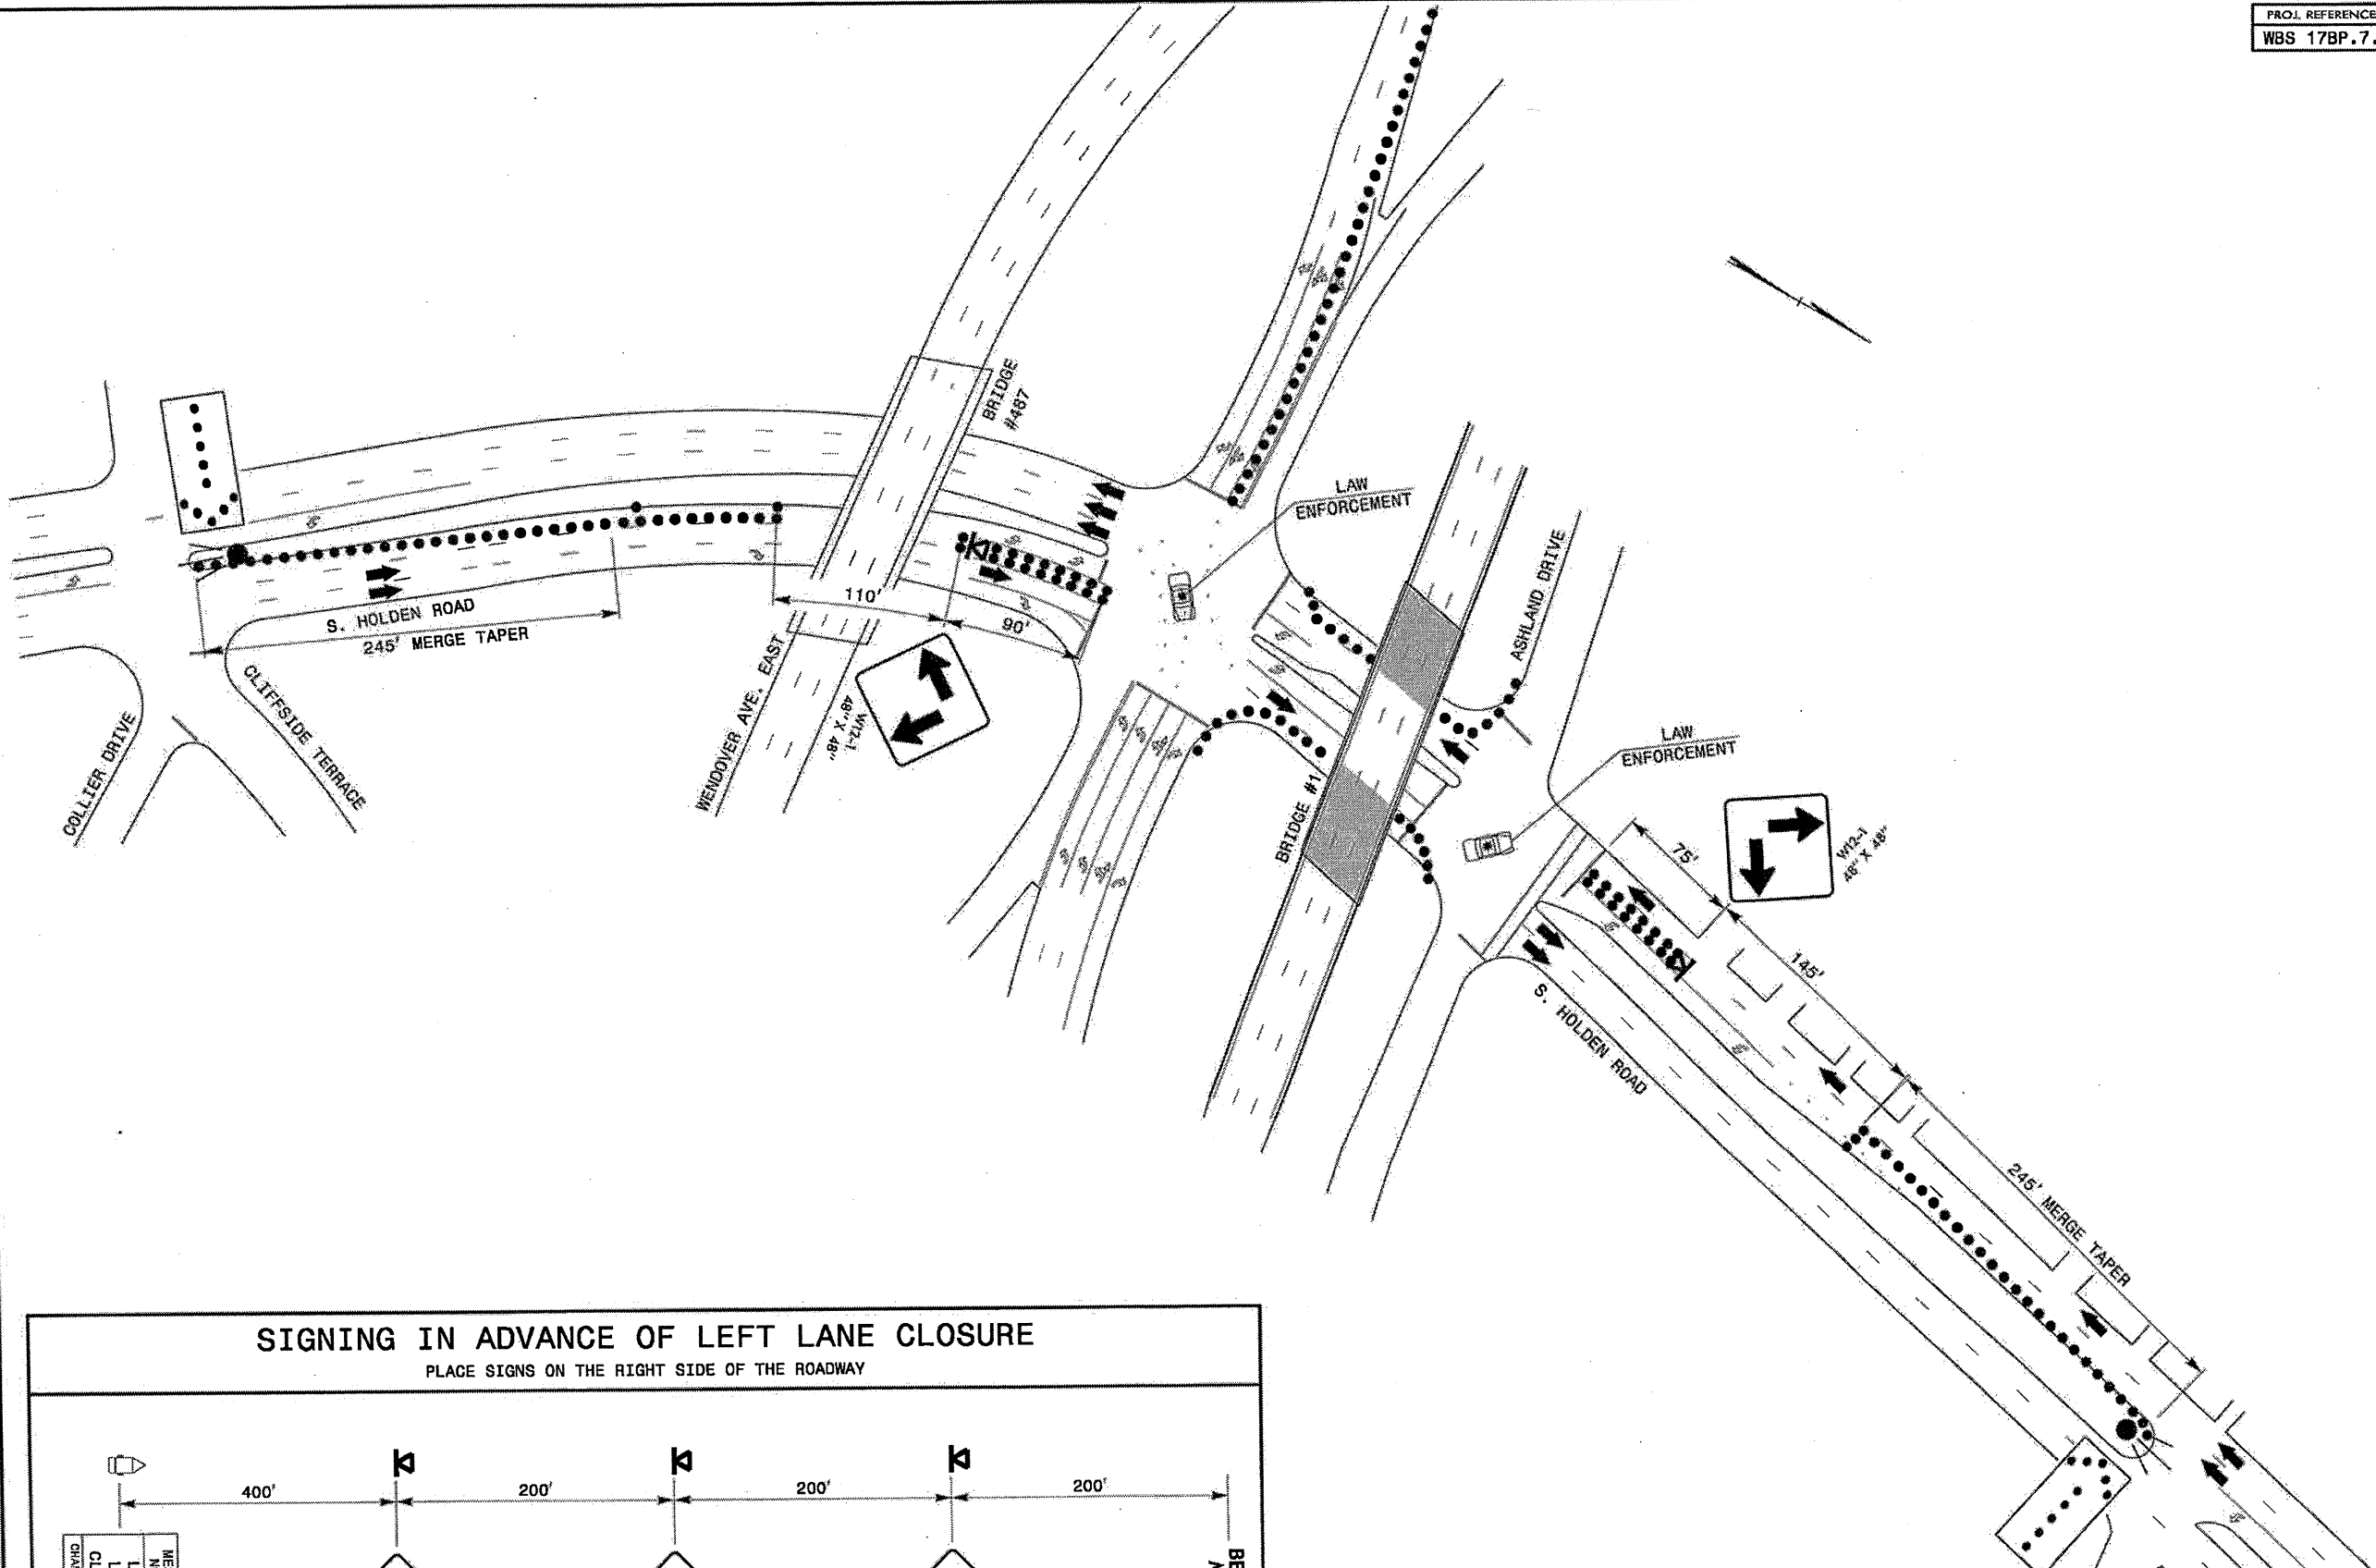 PROJ. REFERENCE
WBS 17BP.7.
BRIDGE
#487
LAW
ENFORCEMENT
ASHLAND DRIVE
S. HOLDEN ROAD
245' MERGE TAPER
110'
90'
CLIFFSIDE TERRACE
COLLIER DRIVE
WENDOVER AVE. EAST
W12-1
48" X 48"
BRIDGE #1
LAW
ENFORCEMENT
75'
W12-1
48" X 48"
145'
S. HOLDEN ROAD
245' MERGE TAPER
SIGNING IN ADVANCE OF LEFT LANE CLOSURE
PLACE SIGNS ON THE RIGHT SIDE OF THE ROADWAY
400'
200'
200'
200'